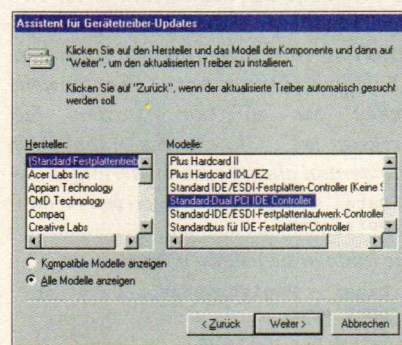 Assistent für Gerätetreiber-Updates
Klicken Sie auf den Hersteller und das Modell der Komponente und dann auf
"Weiter", um den aktualisierten Treiber zu installieren.
Klicken Sie auf "Zurück", wenn der aktualisierte Treiber automatisch gesucht
werden soll.
Hersteller:
(Standard-Festplattentreib
Acer Labs Inc
Appian Technology
CMD Technology
Compaq
Creative Labs
Modelle:
Plus Hardcard II
Plus Hardcard IIXL/EZ
Standard IDE/ESDI-Festplatten-Controller (Keine S
Standard-Dual PCI IDE Controller
Standard-IDE/ESDI-Festplattenlaufwerk-Controller
Standardbus für IDE-Festplatten-Controller
Kompatible Modelle anzeigen
Alle Modelle anzeigen
< Zurück
Weiter >
Abbrechen